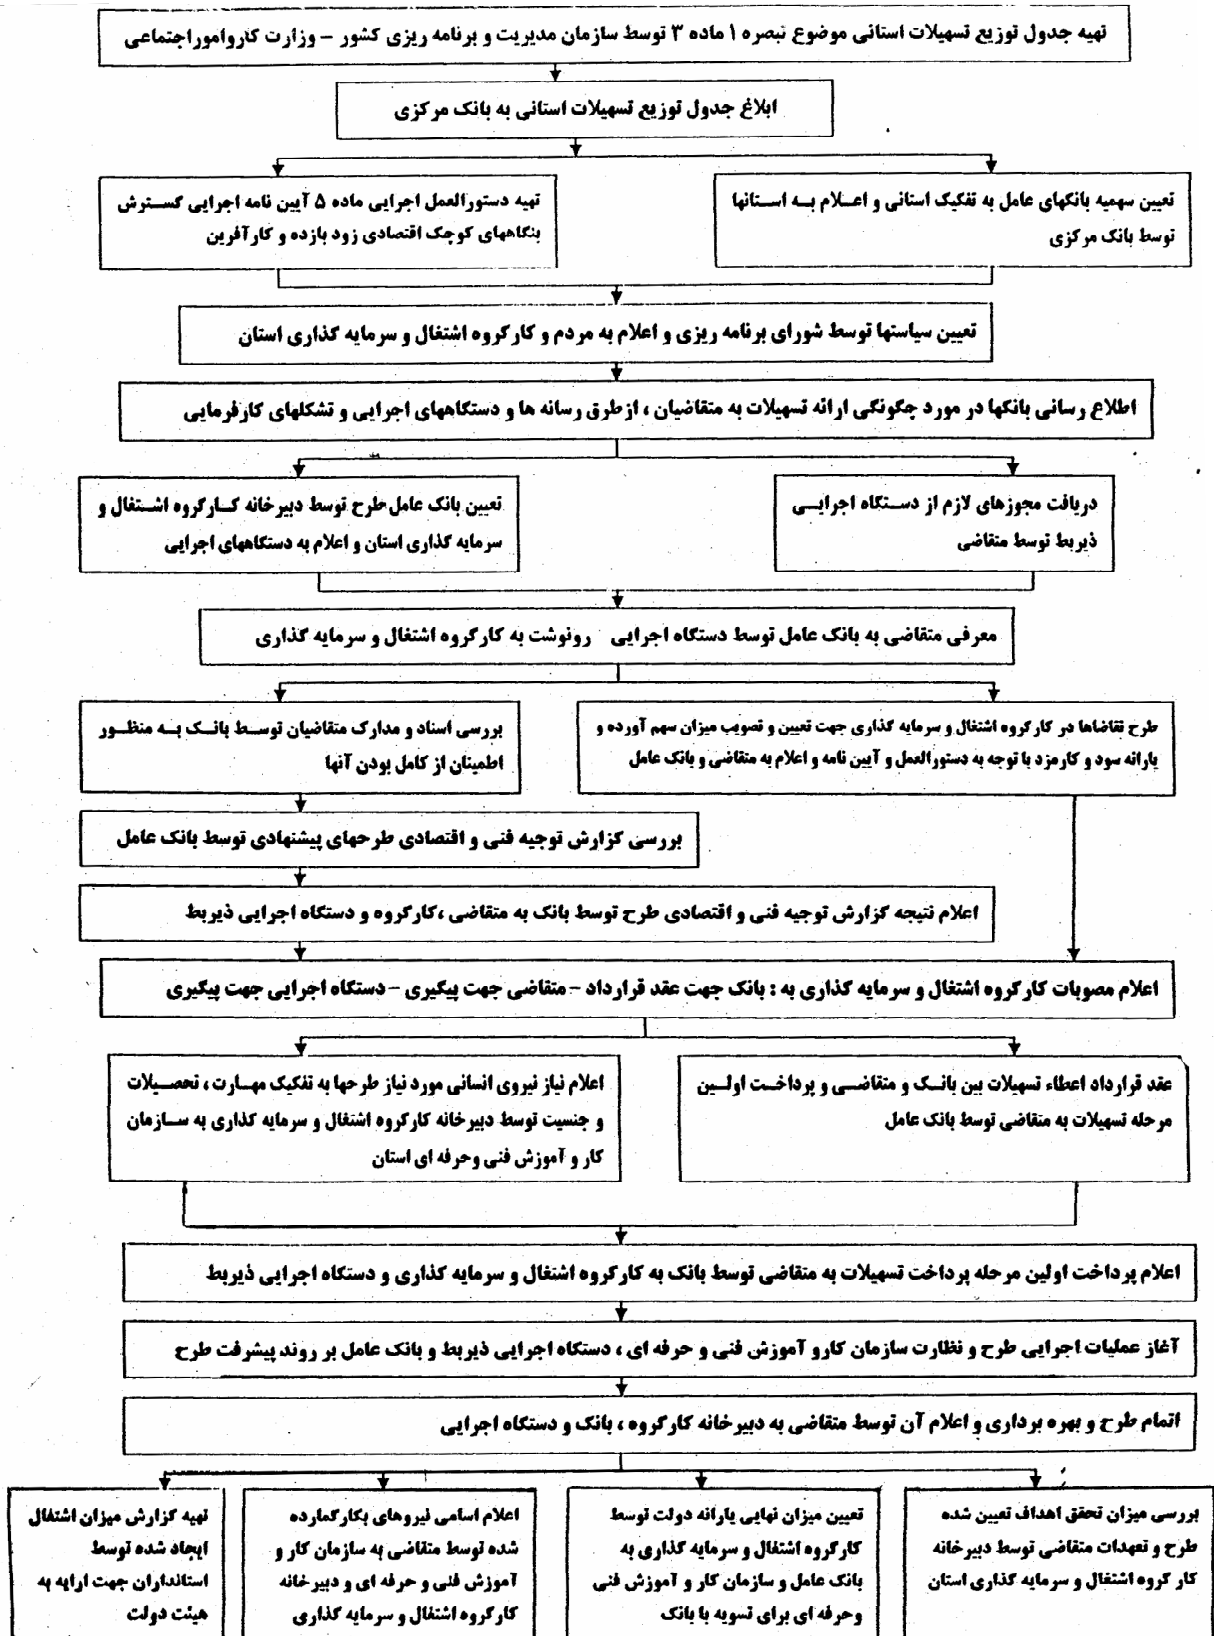 تهیه جدول توزیع تسهیلات استانی موضوع تبصره ۱ ماده ۳ توسط سازمان مدیریت و برنامه ریزی کشور – وزارت کارواموراجتماعی
ابلاغ جدول توزیع تسهیلات استانی به بانک مرکزی
تعیین سهمیه بانکهای عامل به تفکیک استانی و اعلام به استانها
توسط بانک مرکزی
تهیه دستورالعمل اجرایی ماده ۵ آیین نامه اجرایی گسترش
بنگاههای کوچک اقتصادی زود بازده و کارآفرین
تعیین سیاستها توسط شورای برنامه ریزی و اعلام به مردم و کارگروه اشتغال و سرمایه گذاری استان
اطلاع رسانی بانکها در مورد چگونگی ارائه تسهیلات به متقاضیان ، ازطرق رسانه ها و دستگاههای اجرایی و تشکلهای کارفرمایی
دریافت مجوزهای لازم از دستگاه اجرایی
ذیربط توسط متقاضی
تعیین بانک عامل طرح توسط دبیرخانه کارگروه اشتغال و
سرمایه گذاری استان و اعلام به دستگاههای اجرایی
معرفی متقاضی به بانک عامل توسط دستگاه اجرایی رونوشت به کارگروه اشتغال و سرمایه گذاری
طرح تقاضاها در کارگروه اشتغال و سرمایه گذاری جهت تعیین و تصویب میزان سهم آورده و
یارانه سود و کارمزد با توجه به دستورالعمل و آیین نامه و اعلام به متقاضی و بانک عامل
بررسی اسناد و مدارک متقاضیان توسط بانک به منظور
اطمینان از کامل بودن آنها
بررسی گزارش توجیه فنی و اقتصادی طرحهای پیشنهادی توسط بانک عامل
اعلام نتیجه گزارش توجیه فنی و اقتصادی طرح توسط بانک به متقاضی ،کارگروه و دستگاه اجرایی ذیربط
اعلام مصوبات کارگروه اشتغال و سرمایه گذاری به : بانک جهت عقد قرارداد – متقاضی جهت پیگیری – دستگاه اجرایی جهت پیگیری
عقد قرارداد اعطاء تسهیلات بین بانک و متقاضی و پرداخت اولین
مرحله تسهیلات به متقاضی توسط بانک عامل
اعلام نیاز نیروی انسانی مورد نیاز طرحها به تفکیک مهارت ، تحصیلات
و جنسیت توسط دبیرخانه کارگروه اشتغال و سرمایه گذاری به سازمان
کار و آموزش فنی وحرفه ای استان
اعلام پرداخت اولین مرحله پرداخت تسهیلات به متقاضی توسط بانک به کارگروه اشتغال و سرمایه گذاری و دستگاه اجرایی ذیربط
آغاز عملیات اجرایی طرح و نظارت سازمان کارو آموزش فنی و حرفه ای ، دستگاه اجرایی ذیربط و بانک عامل بر روند پیشرفت طرح
اتمام طرح و بهره برداری و اعلام آن توسط متقاضی به دبیرخانه کارگروه ، بانک و دستگاه اجرایی
بررسی میزان تحقق اهداف تعیین شده
طرح و تعهدات متقاضی توسط دبیرخانه
کار گروه اشتغال و سرمایه گذاری استان
تعیین میزان نهایی یارانه دولت توسط
کارگروه اشتغال و سرمایه گذاری به
بانک عامل و سازمان کار و آموزش فنی
وحرفه ای برای تسویه با بانک
اعلام اسامی نیروهای بکارگمارده
شده توسط متقاضی به سازمان کار و
آموزش فنی و حرفه ای و دبیرخانه
کارگروه اشتغال و سرمایه گذاری
تهیه گزارش میزان اشتغال
ایجاد شده توسط
استانداران جهت ارایه به
هیئت دولت